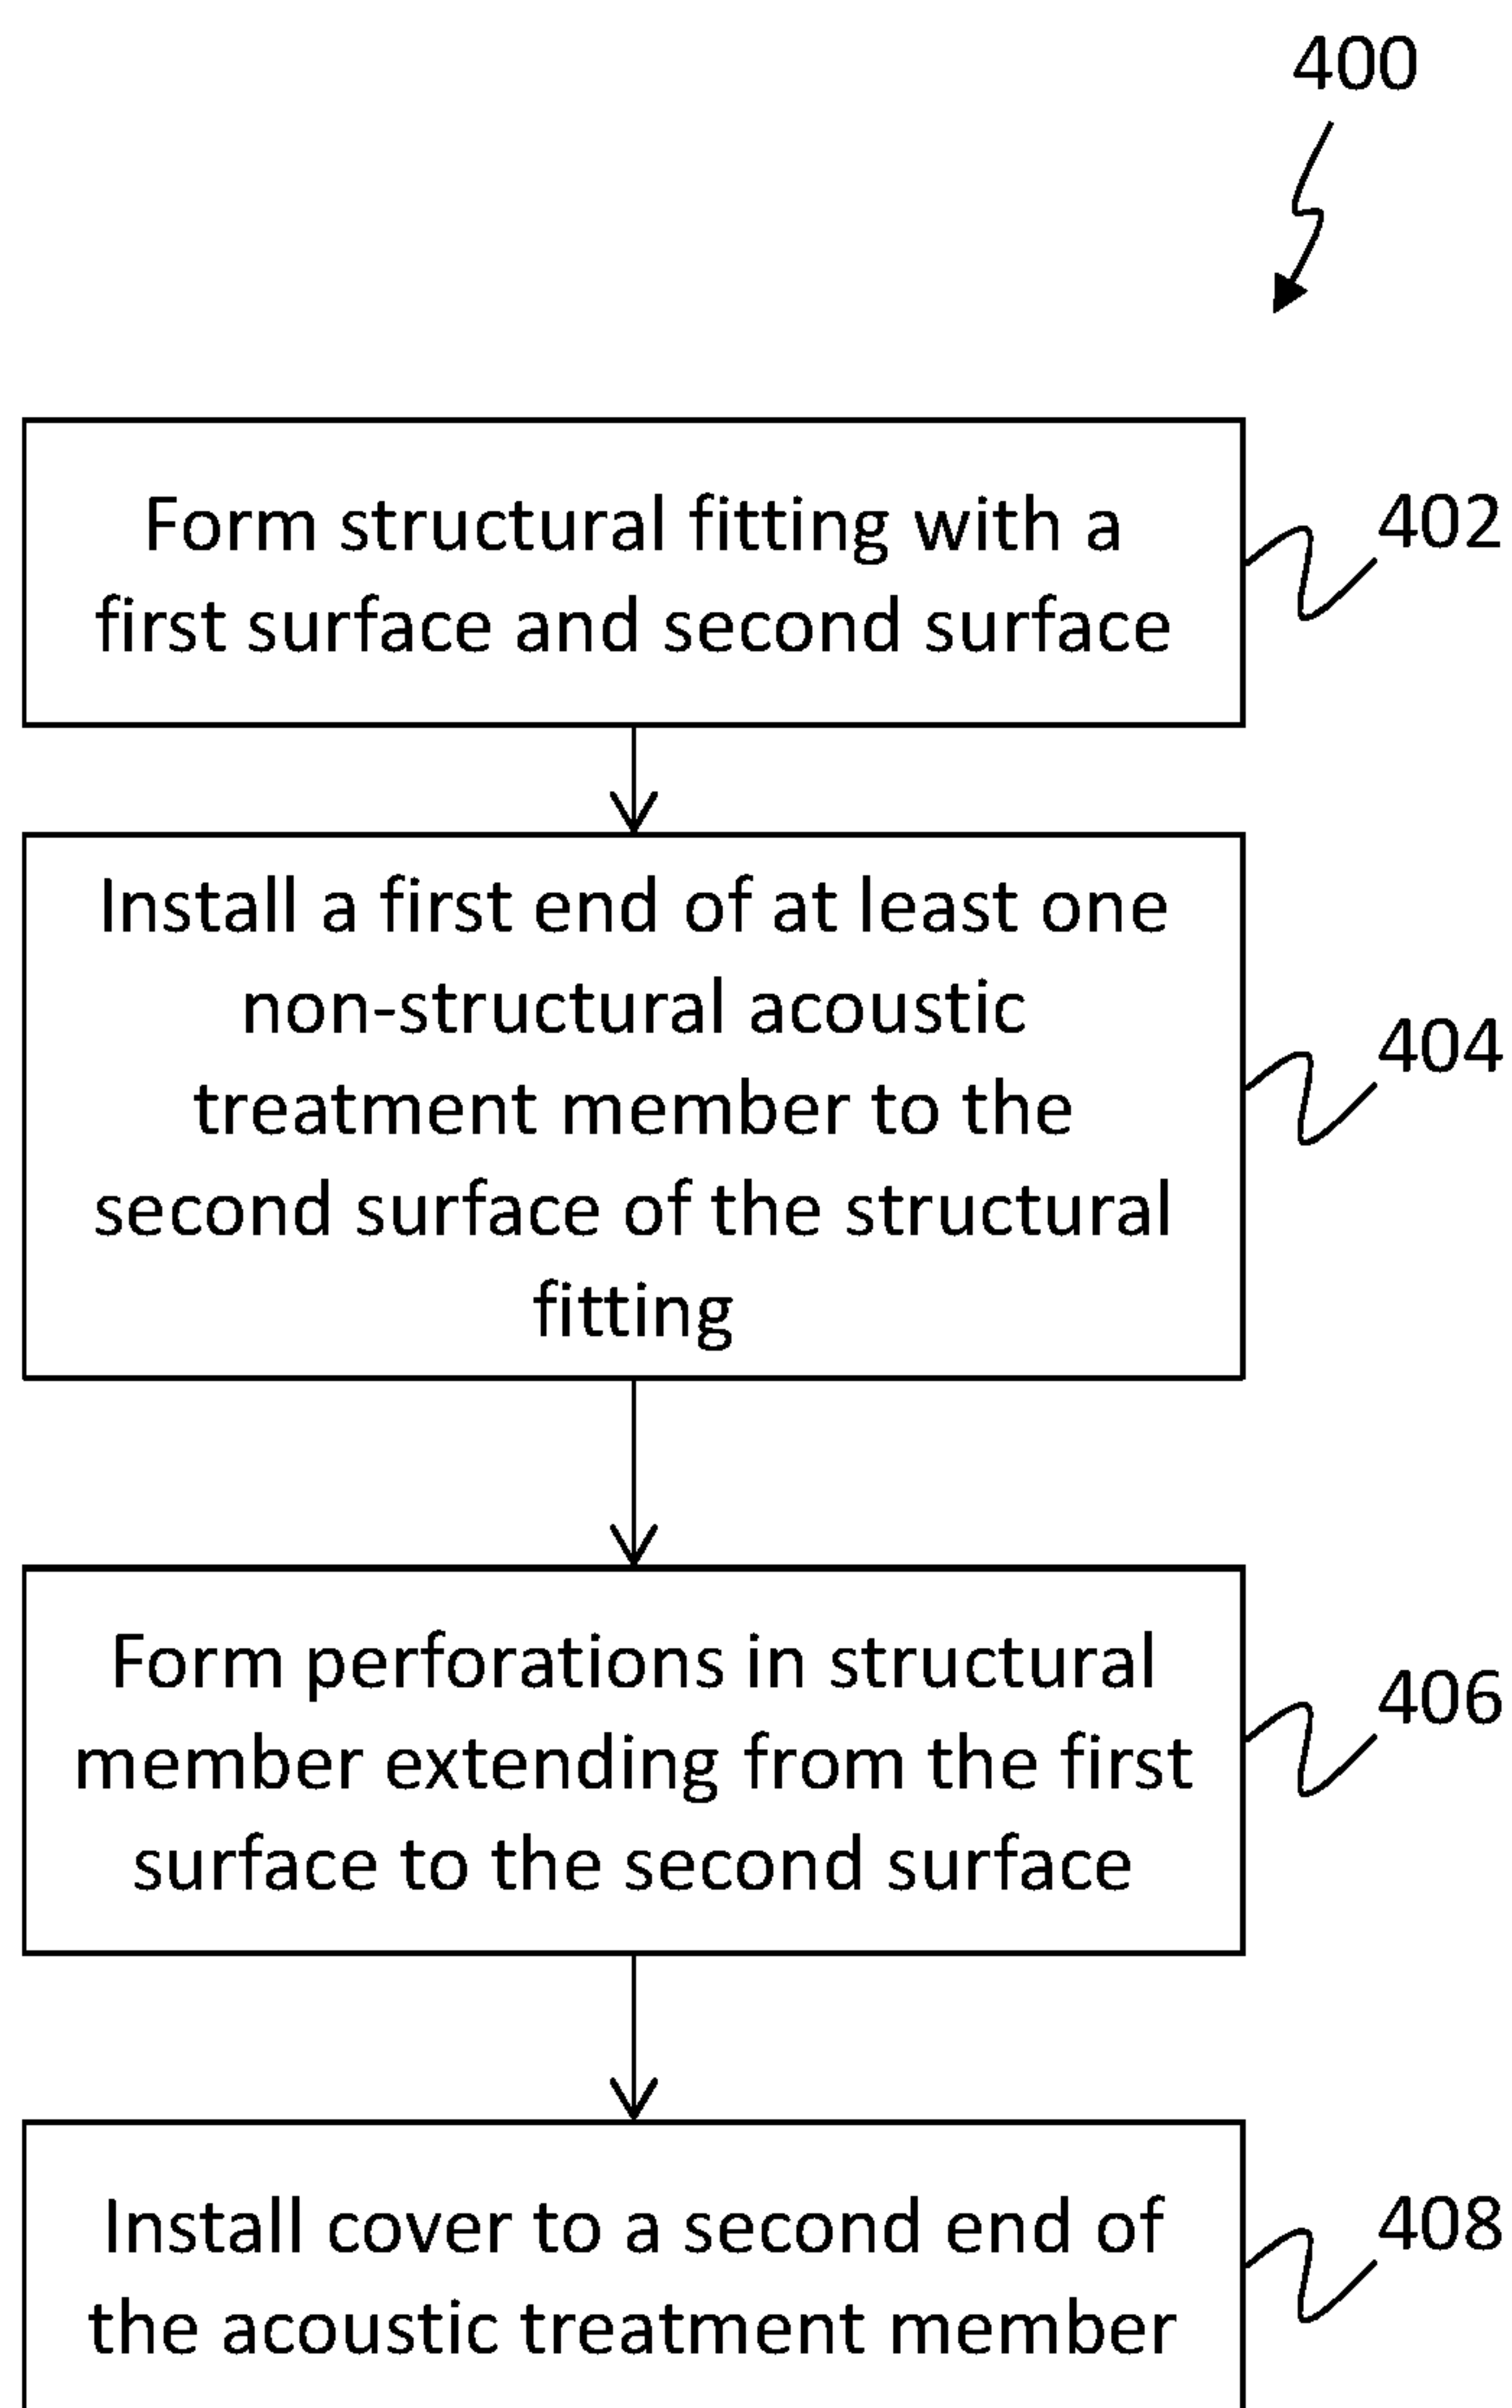 400
Form structural fitting with a
first surface and second surface
402
Install a first end of at least one
non-structural acoustic
treatment member to the
second surface of the structural
fitting
404
Form perforations in structural
member extending from the first
surface to the second surface
406
Install cover to a second end of
the acoustic treatment member
408